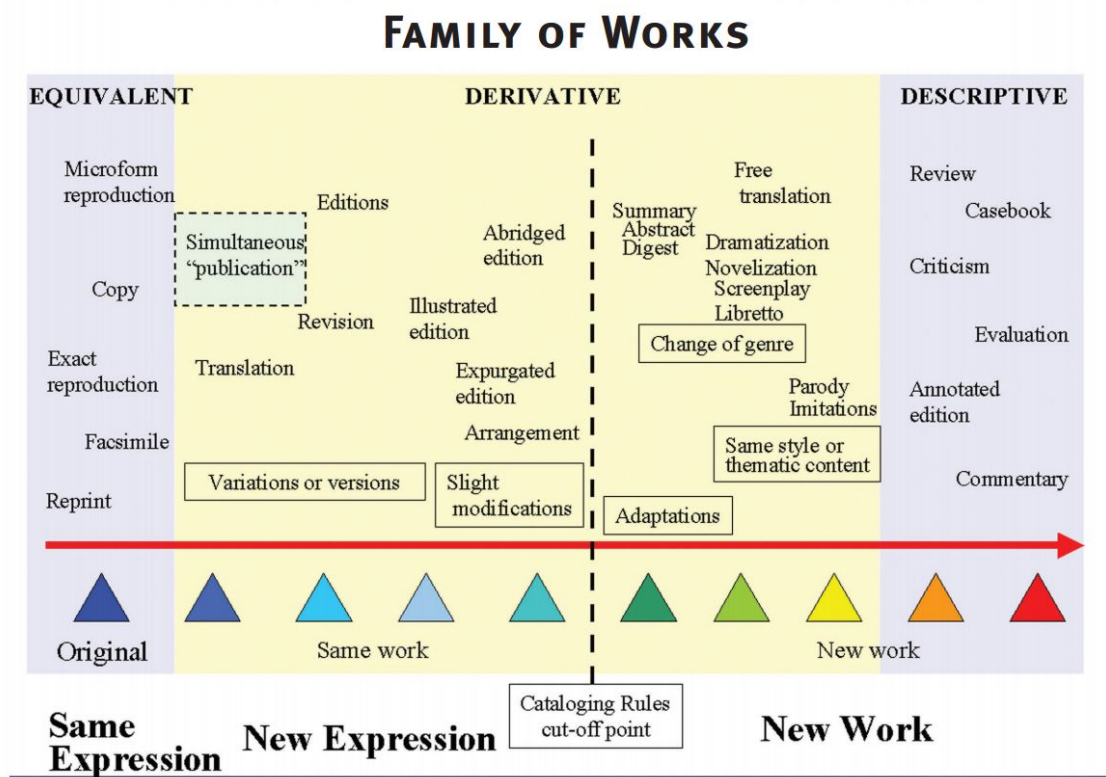 FAMILY OF WORKS
EQUIVALENT
DERIVATIVE
DESCRIPTIVE
Microform
reproduction
Copy
Exact
reproduction
Facsimile
Reprint
Simultaneous
“publication”
Editions
Revision
Translation
Abridged
edition
Illustrated
edition
Expurgated
edition
Arrangement
Variations or versions
Slight
modifications
Free
translation
Summary
Abstract
Digest
Dramatization
Novelization
Screenplay
Libretto
Change of genre
Parody
Imitations
Same style or
thematic content
Adaptations
Review
Casebook
Criticism
Evaluation
Annotated
edition
Commentary
Original
Same work
New work
Same
Expression
New Expression
Cataloging Rules
cut-off point
New Work